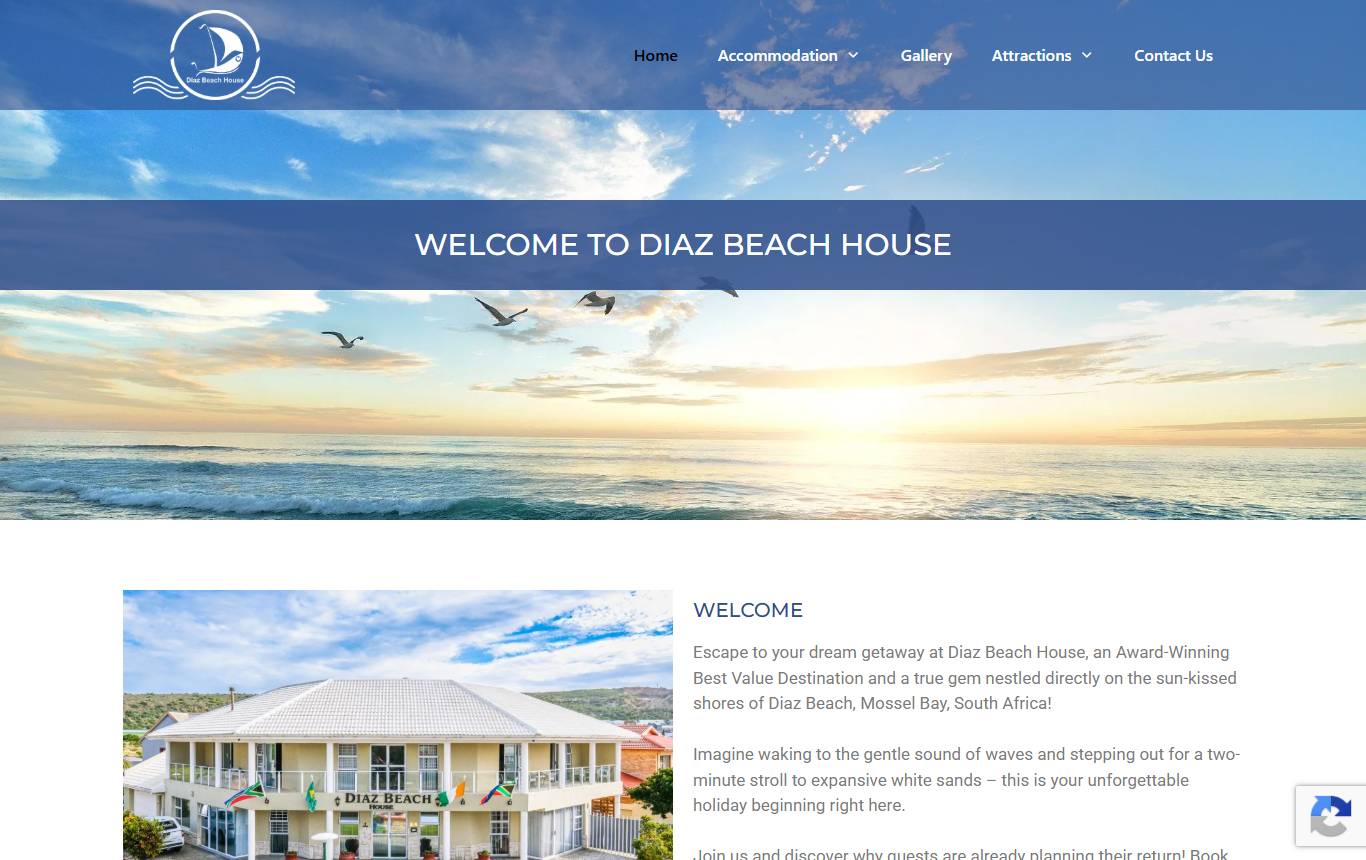 Diaz Beach House
Home Accommodation Gallery Attractions Contact Us
WELCOME TO DIAZ BEACH HOUSE
WELCOME
Escape to your dream getaway at Diaz Beach House, an Award-Winning
Best Value Destination and a true gem nestled directly on the sun-kissed
shores of Diaz Beach, Mossel Bay, South Africa!
Imagine waking to the gentle sound of waves and stepping out for a two-
minute stroll to expansive white sands – this is your unforgettable
holiday beginning right here.
DIAZ BEACH
HOUSE
Join us and discover why guests are already planning their return! Book